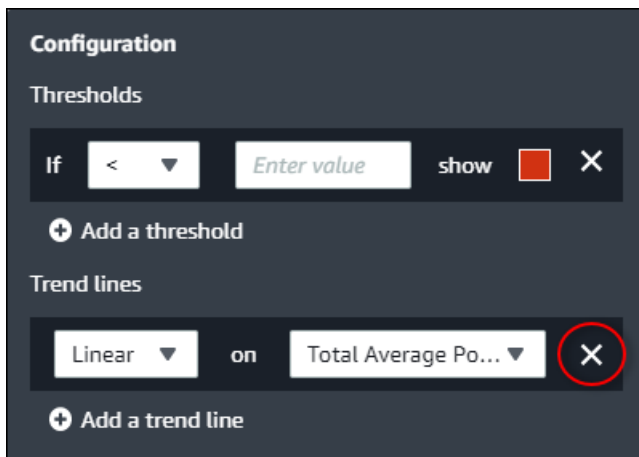 Configuration
Thresholds
If < Enter value show
Add a threshold
Trend lines
Linear on Total Average Po...
Add a trend line